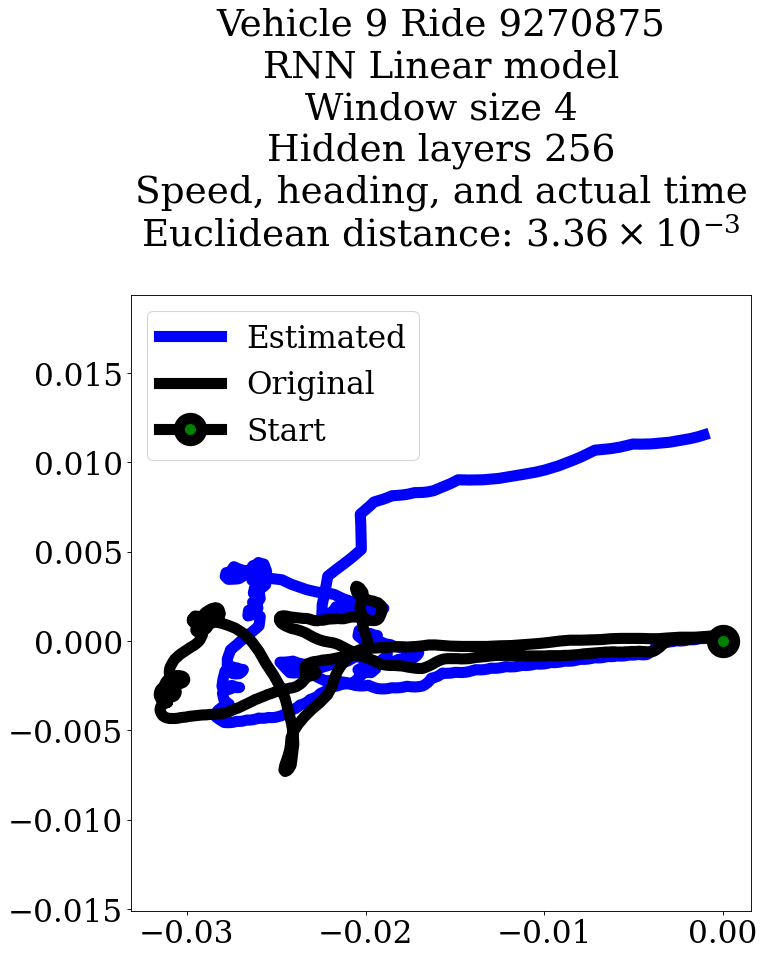 Vehicle 9 Ride 9270875
RNN Linear model
Window size 4
Hidden layers 256
Speed, heading, and actual time
Euclidean distance: 3.36 × 10⁻³
Estimated
Original
Start
0.015
0.010
0.005
0.000
−0.005
−0.010
−0.015
−0.03
−0.02
−0.01
0.00